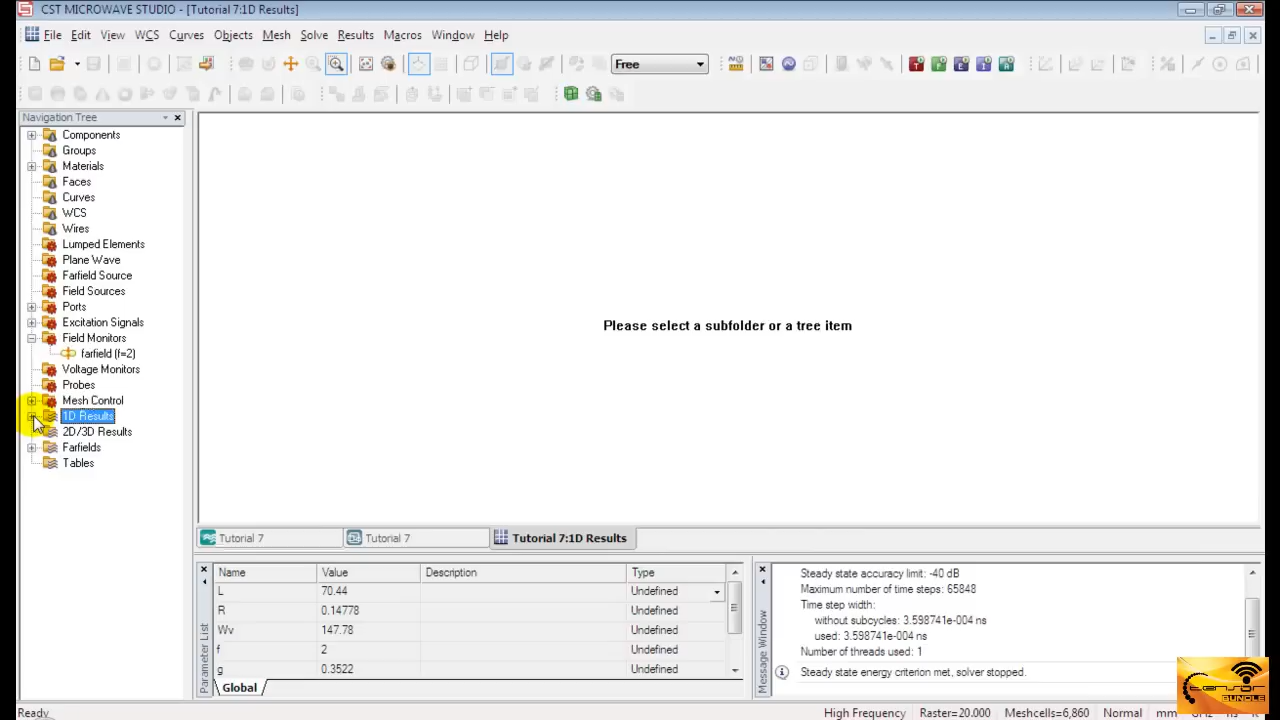 CST MICROWAVE STUDIO - [Tutorial 7:1D Results]
File Edit View WCS Curves Objects Mesh Solve Results Macros Window Help
Free
Navigation Tree
Components
Groups
Materials
Faces
Curves
WCS
Wires
Lumped Elements
Plane Wave
Farfield Source
Field Sources
Ports
Excitation Signals
Field Monitors
farfield (f=2)
Voltage Monitors
Probes
Mesh Control
1D Results
2D/3D Results
Farfields
Tables
Please select a subfolder or a tree item
Tutorial 7
Tutorial 7
Tutorial 7:1D Results
Parameter List
Name Value Description Type
L 70.44 Undefined
R 0.14778 Undefined
Wv 147.78 Undefined
f 2 Undefined
g 0.3522 Undefined
Global
Message Window
Steady state accuracy limit: -40 dB
Maximum number of time steps: 65848
Time step width:
without subcycles: 3.598741e-004 ns
used: 3.598741e-004 ns
Number of threads used: 1
Steady state energy criterion met, solver stopped.
BUNDLE
Ready
High Frequency Raster=20.000 Meshcells=6,860 Normal mm